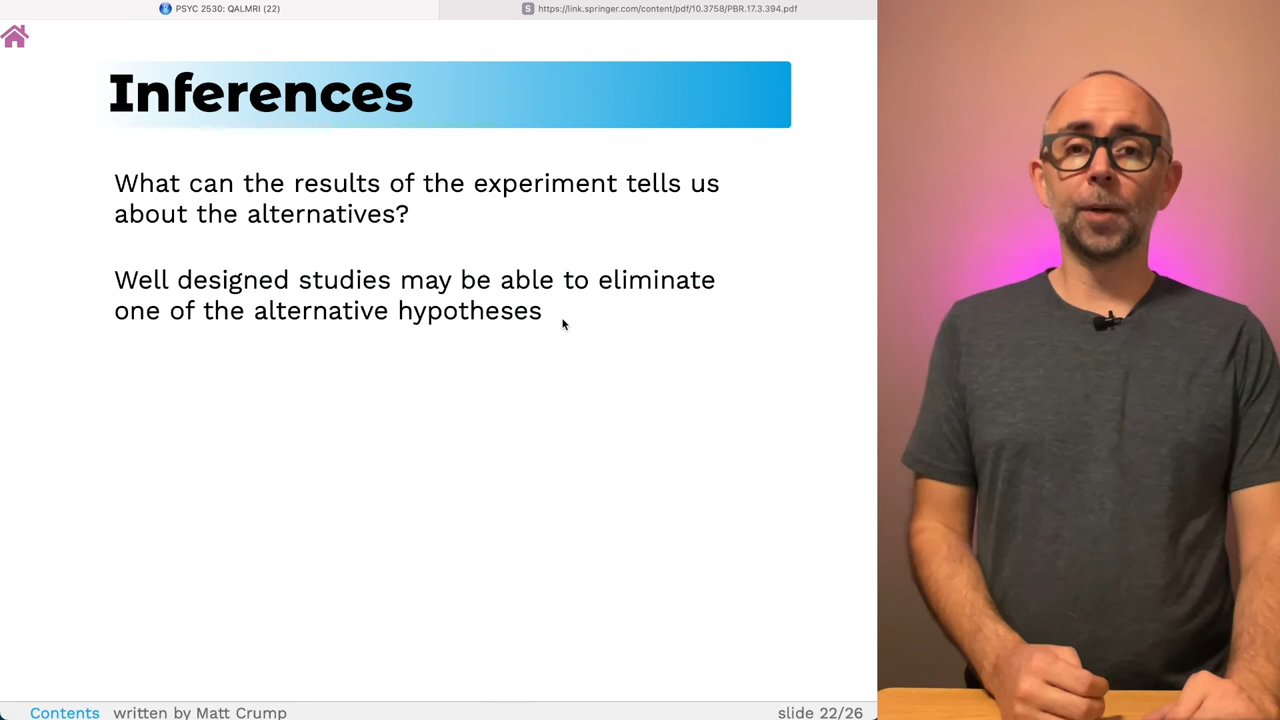 PSYC 2530: QALMRI (22)
S https://link.springer.com/content/pdf/10.3758/PBR.17.3.394.pdf
Inferences
What can the results of the experiment tells us
about the alternatives?
Well designed studies may be able to eliminate
one of the alternative hypotheses
Contents written by Matt Crump
slide 22/26